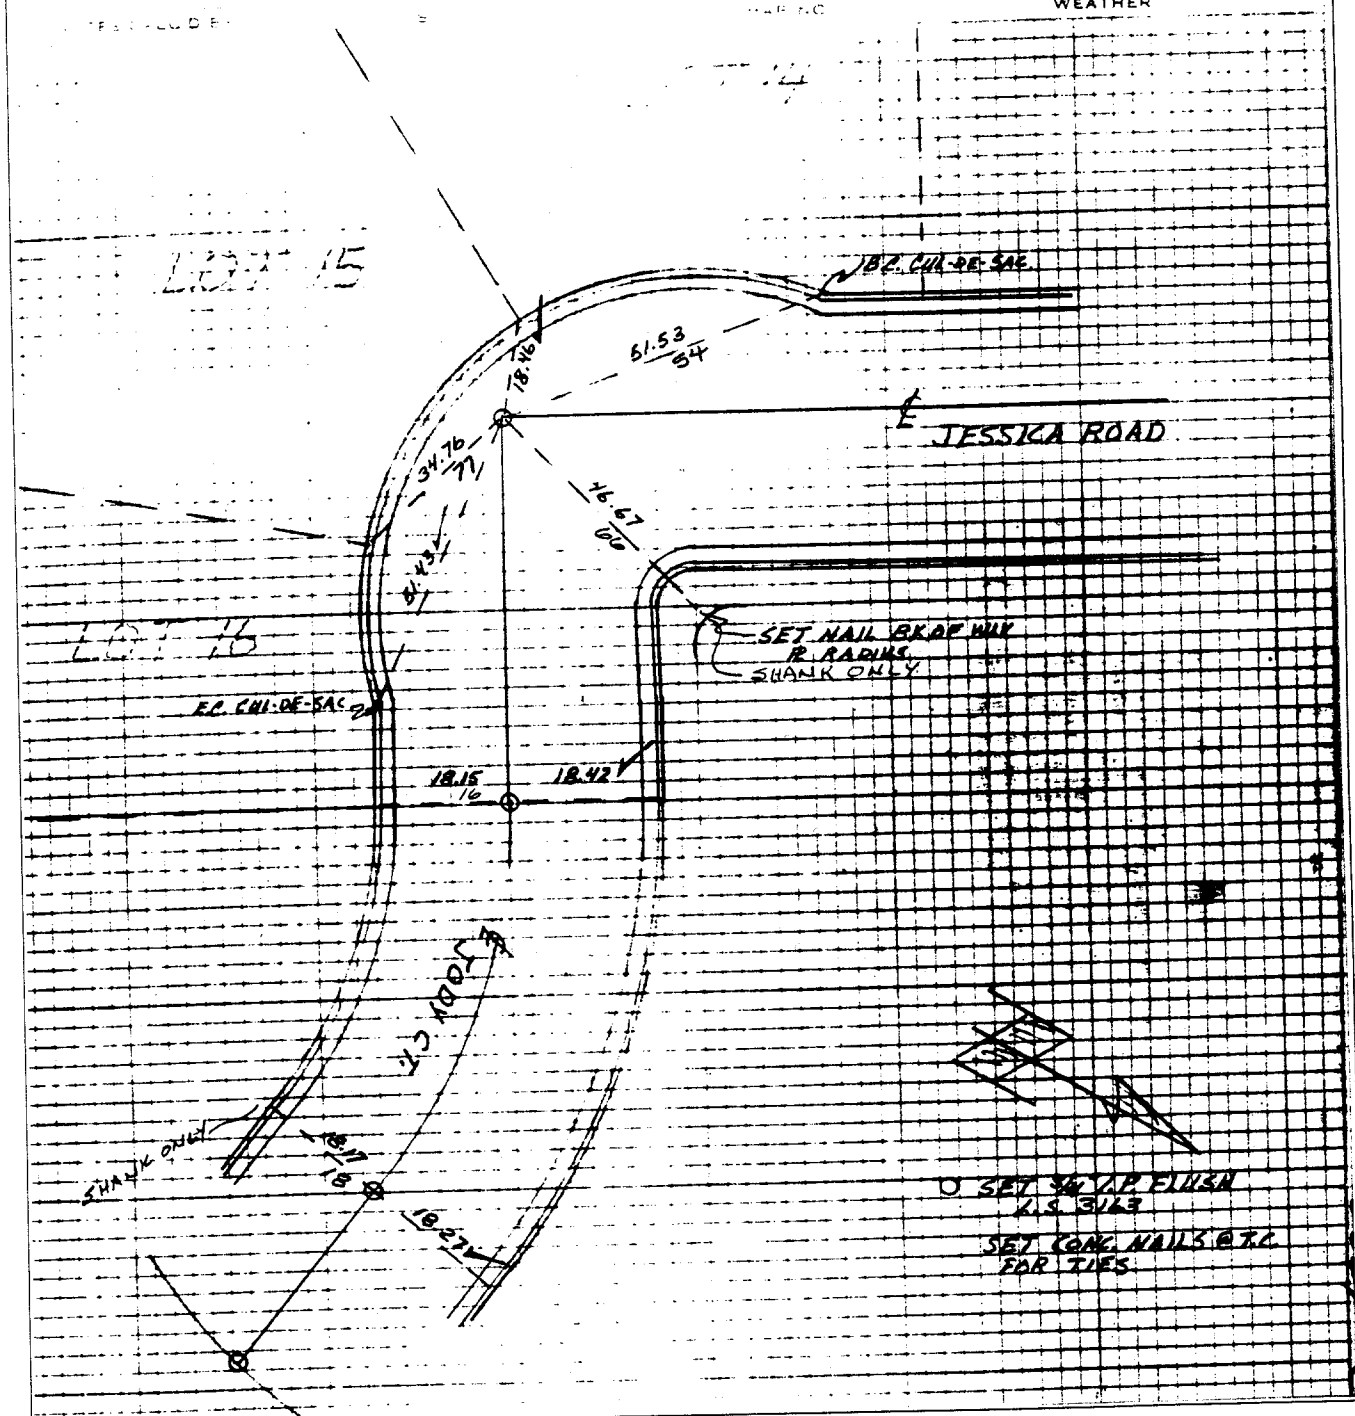 WEATHER
LOT 15
B.C. CUL-DE-SAC
51.53
54
18.46
℄
JESSICA ROAD
34.76
77
46.67
66
51.43
LOT 16
SET NAIL BK OF WLK
SHANK ONLY
E.C. CUL-DE-SAC
18.15
16
18.42
JODY CT.
SHANK ONLY
18.17
18
18.27
SET 3/4 I.P. FLUSH
L.S. 3163
SET CONC. NAILS @ T.C.
FOR TIES